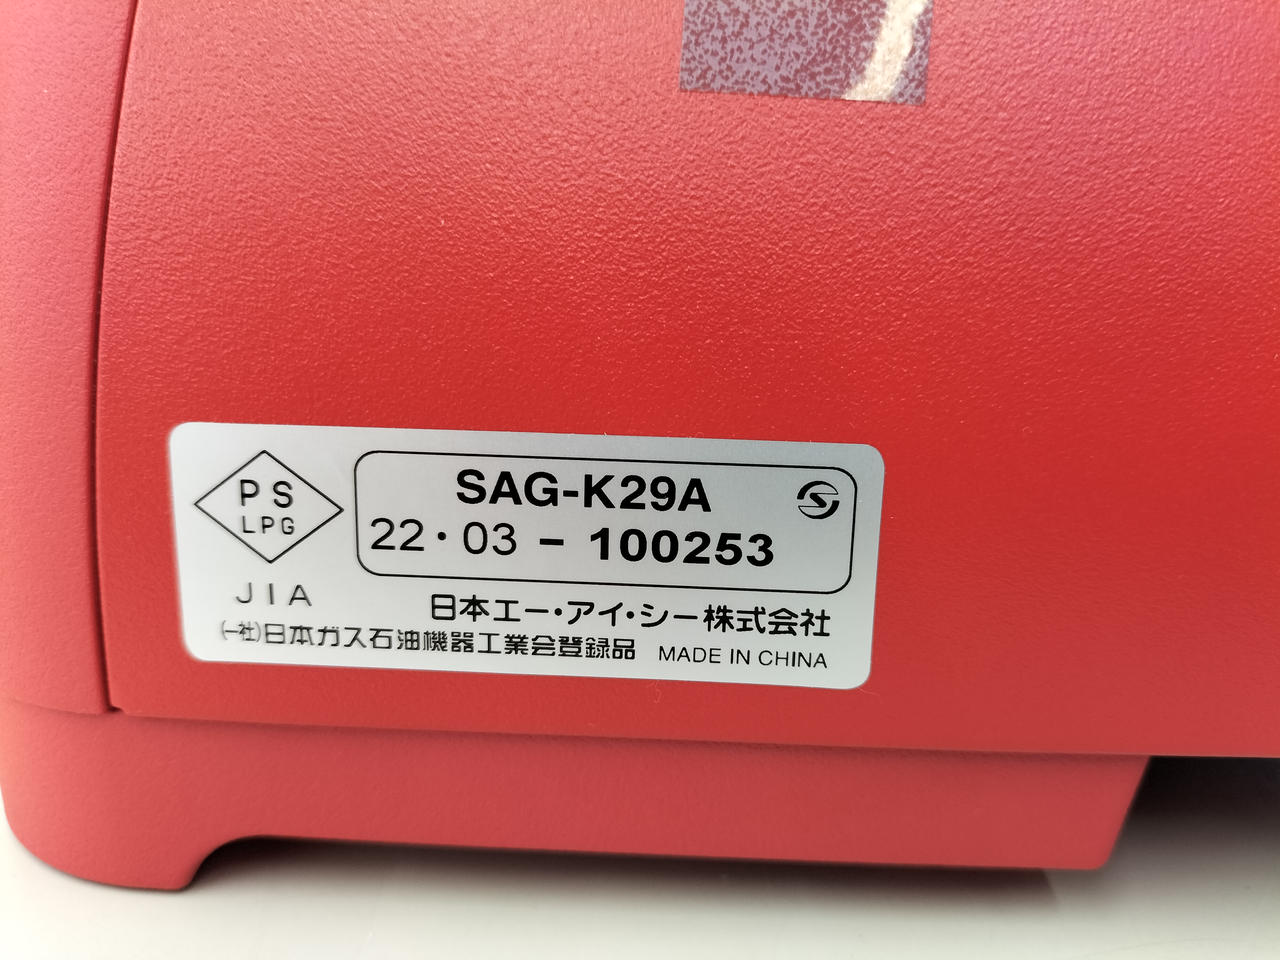 PS
LPG
JIA
SAG-K29A
22・03 - 100253
日本エー・アイ・シー株式会社
(一社)日本ガス石油機器工業会登録品
MADE IN CHINA